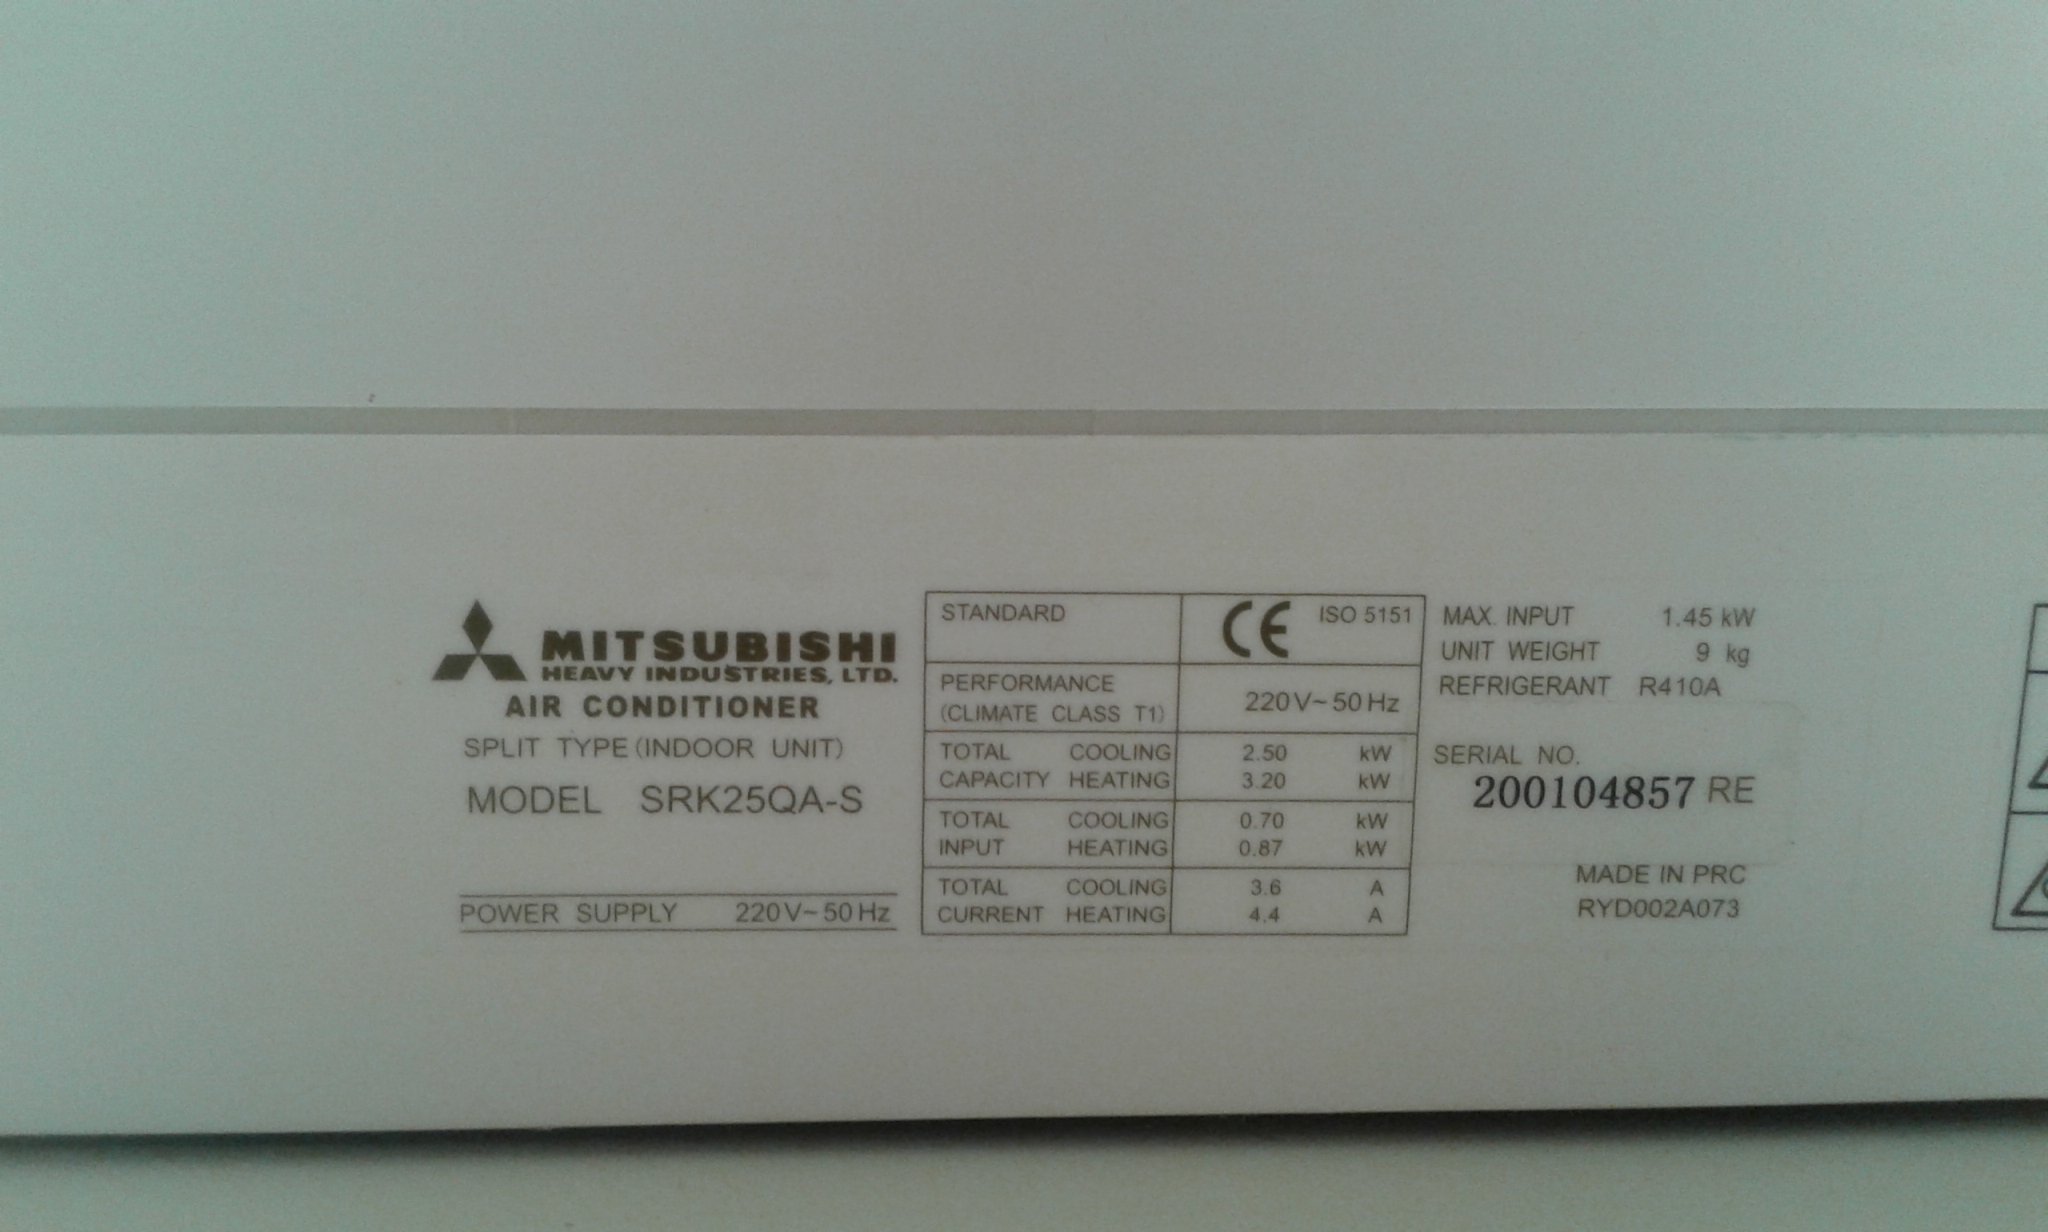 MITSUBISHI
HEAVY INDUSTRIES, LTD.
AIR CONDITIONER
SPLIT TYPE (INDOOR UNIT)
MODEL SRK25QA-S
POWER SUPPLY 220V~50Hz
STANDARD CE ISO 5151
PERFORMANCE
(CLIMATE CLASS T1) 220V~50Hz
TOTAL COOLING 2.50 kW
CAPACITY HEATING 3.20 kW
TOTAL COOLING 0.70 kW
INPUT HEATING 0.87 kW
TOTAL COOLING 3.6 A
CURRENT HEATING 4.4 A
MAX. INPUT 1.45 kW
UNIT WEIGHT 9 kg
REFRIGERANT R410A
SERIAL NO.
200104857 RE
MADE IN PRC
RYD002A073